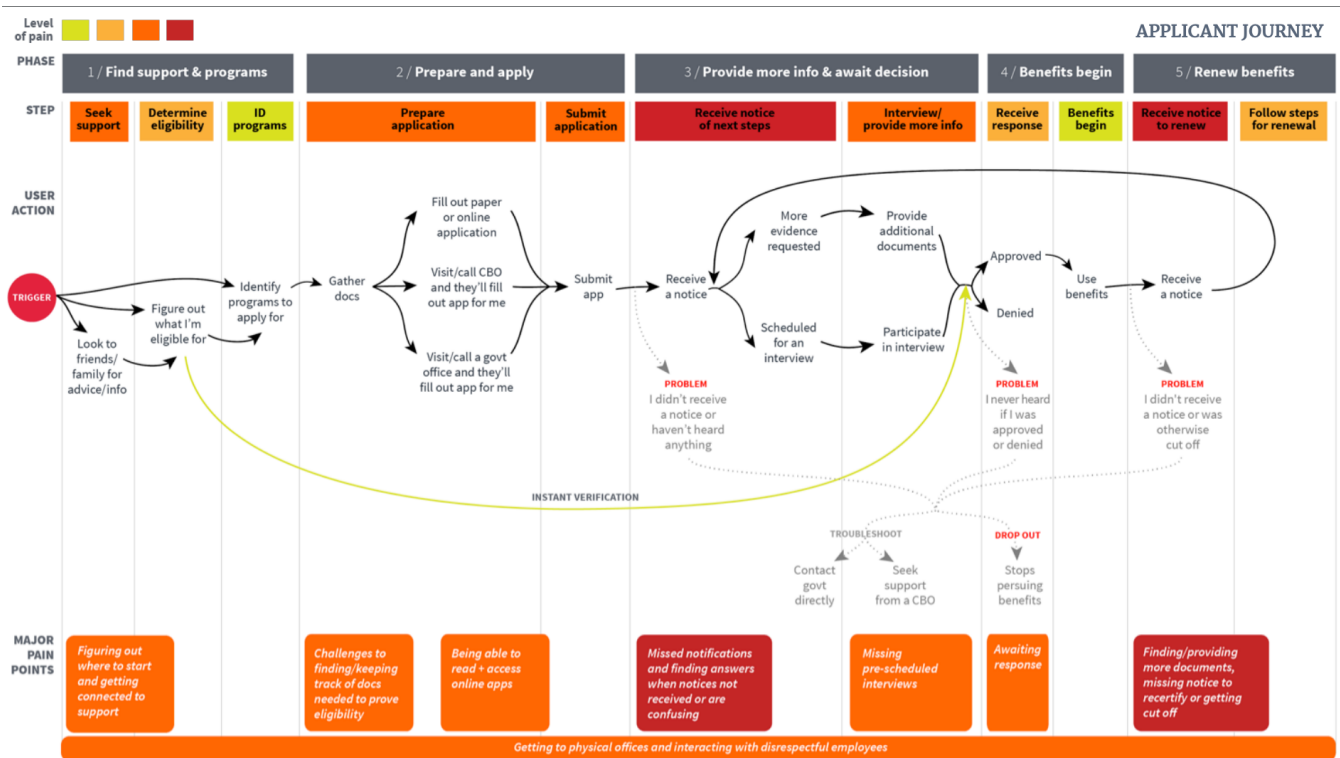 Level
of pain
APPLICANT JOURNEY
PHASE
1 / Find support & programs
2 / Prepare and apply
3 / Provide more info & await decision
4 / Benefits begin
5 / Renew benefits
STEP
Seek
support
Determine
eligibility
ID
programs
Prepare
application
Submit
application
Receive notice
of next steps
Interview/
provide more info
Receive
response
Benefits
begin
Receive notice
to renew
Follow steps
for renewal
USER
ACTION
TRIGGER
Look to
friends/
family for
advice/info
Figure out
what I'm
eligible for
Identify
programs to
apply for
Gather
docs
Fill out paper
or online
application
Visit/call CBO
and they'll fill
out app for me
Visit/call a govt
office and they'll
fill out app for me
Submit
app
Receive
a notice
More
evidence
requested
Scheduled
for an
interview
Provide
additional
documents
Participate
in interview
Approved
Denied
Use
benefits
Receive
a notice
PROBLEM
I didn't receive
a notice or
haven't heard
anything
PROBLEM
I never heard
if I was
approved
or denied
PROBLEM
I didn't receive
a notice or was
otherwise
cut off
INSTANT VERIFICATION
TROUBLESHOOT
Contact
govt
directly
Seek
support
from a CBO
DROP OUT
Stops
persuing
benefits
MAJOR
PAIN
POINTS
Figuring out
where to start
and getting
connected to
support
Challenges to
finding/keeping
track of docs
needed to prove
eligibility
Being able to
read + access
online apps
Missed notifications
and finding answers
when notices not
received or are
confusing
Missing
pre-scheduled
interviews
Awaiting
response
Finding/providing
more documents,
missing notice to
recertify or getting
cut off
Getting to physical offices and interacting with disrespectful employees